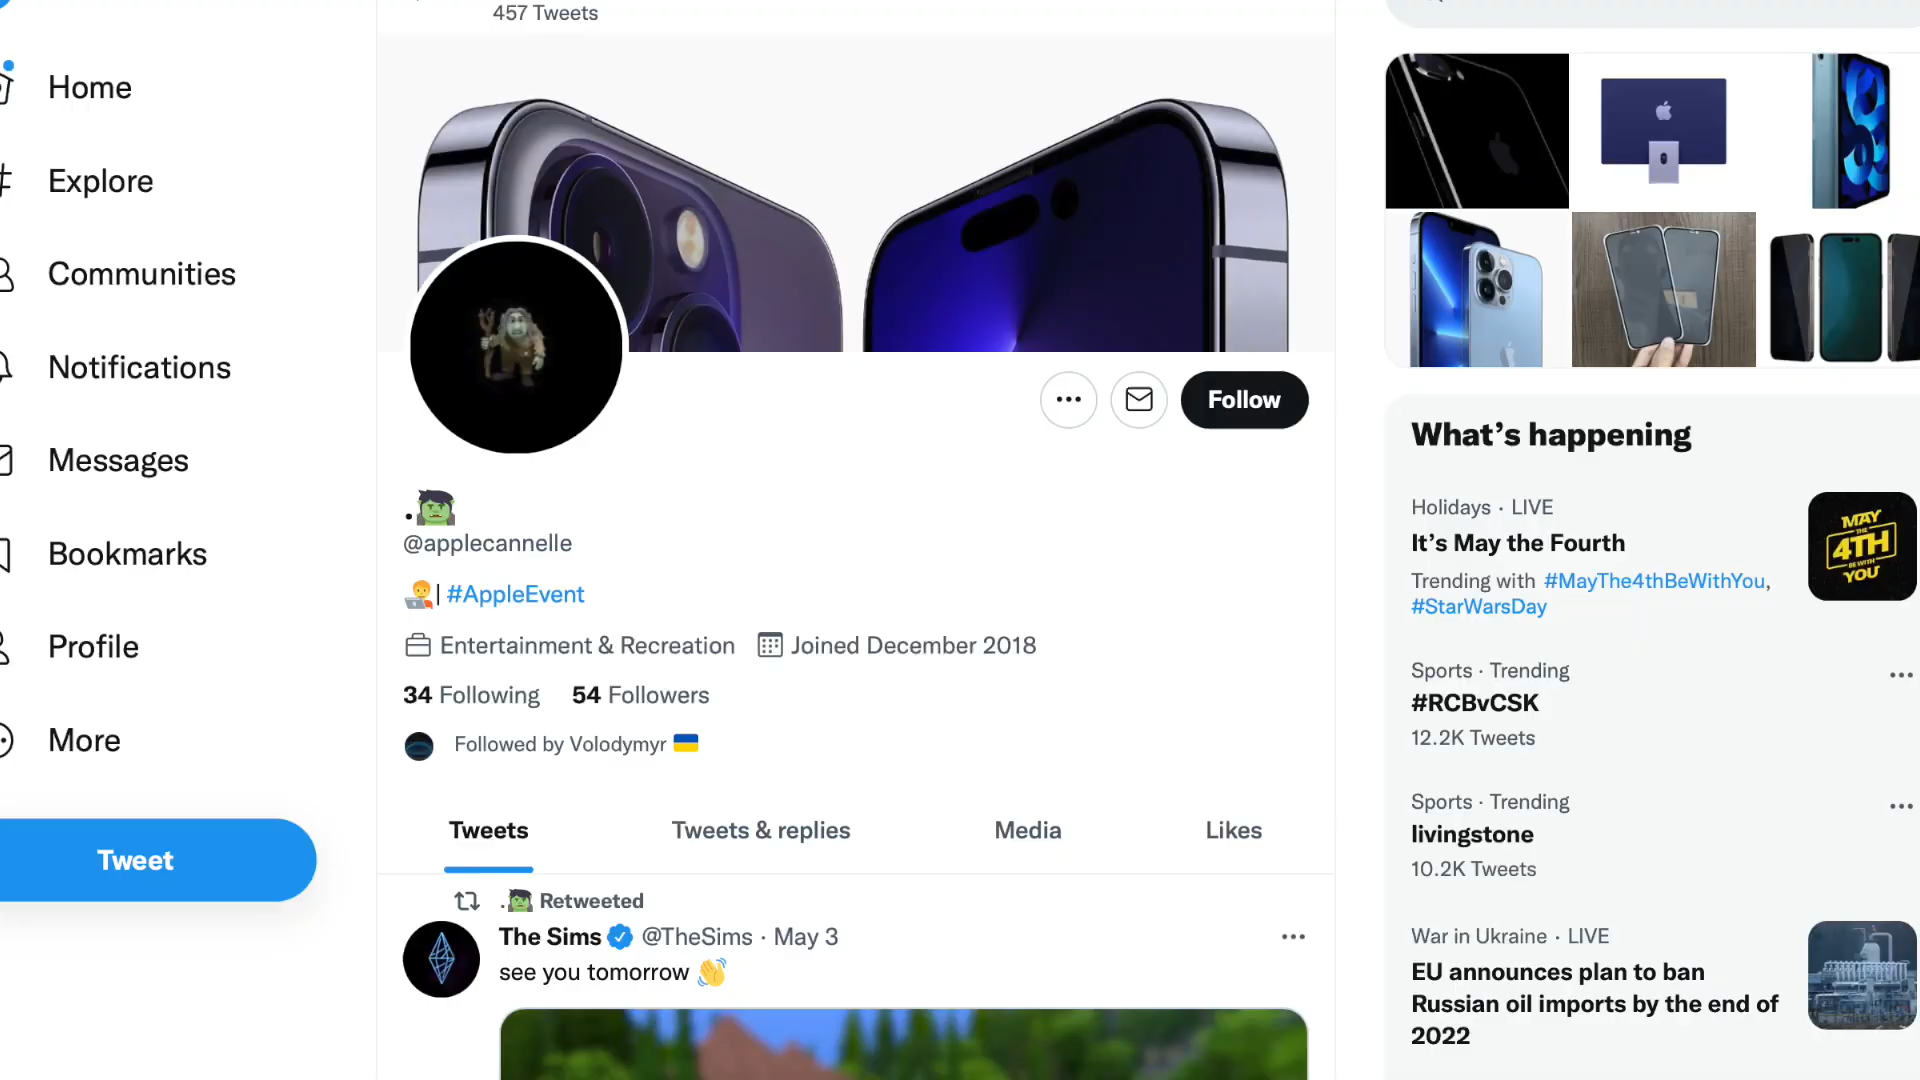 457 Tweets
Home
Explore
Communities
Notifications
Messages
Bookmarks
Profile
More
Tweet
Follow
.
@applecannelle
| #AppleEvent
Entertainment & Recreation Joined December 2018
34 Following 54 Followers
Followed by Volodymyr
Tweets Tweets & replies Media Likes
. Retweeted
The Sims @TheSims · May 3
see you tomorrow 👋
What’s happening
Holidays · LIVE
It’s May the Fourth
Trending with #MayThe4thBeWithYou,
#StarWarsDay
MAY
THE
4TH
BE WITH
YOU
Sports · Trending
#RCBvCSK
12.2K Tweets
Sports · Trending
livingstone
10.2K Tweets
War in Ukraine · LIVE
EU announces plan to ban
Russian oil imports by the end of
2022